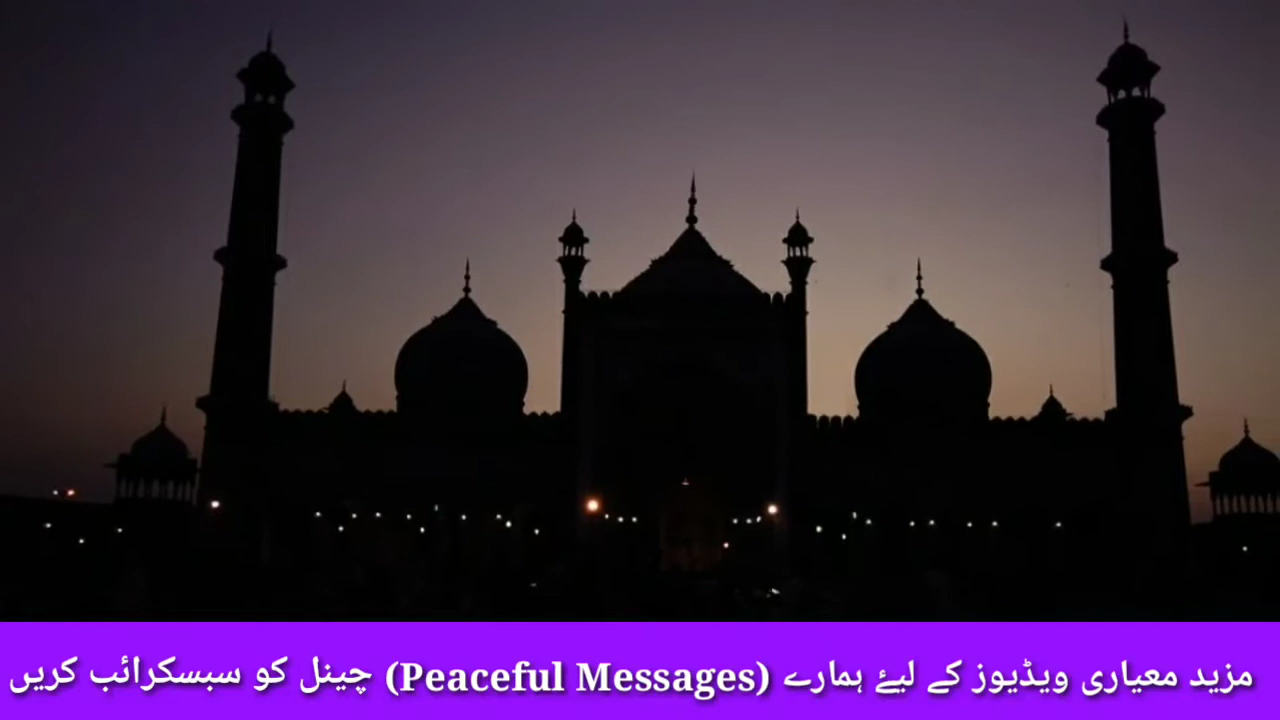 مزید معیاری ویڈیوز کے لیۓ ہمارے (Peaceful Messages) چینل کو سبسکرائب کریں